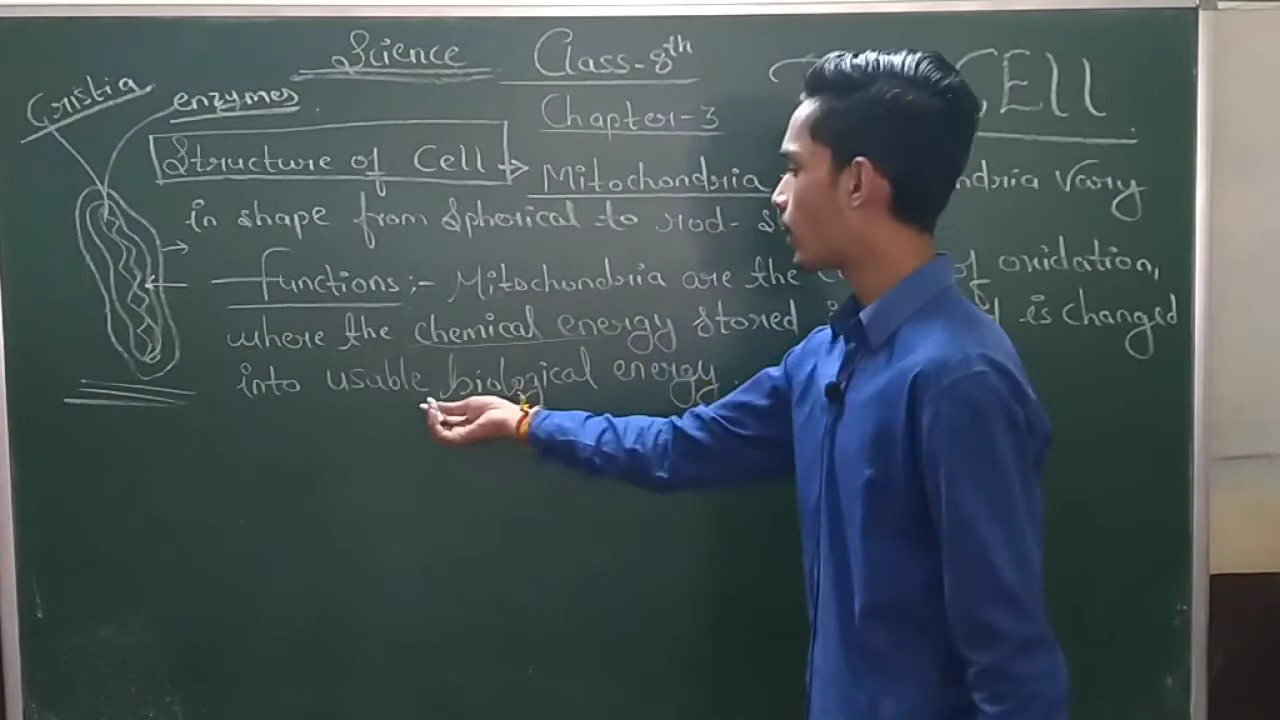 Science Class-8th CEll
Chapter-3
Cristia
enzymes
Structure of Cell → Mitochondria ndria vary
in shape from spherical to rod-
functions:- Mitochondria are the of oxidation,
where the chemical energy stored is changed
into usable biological energy.